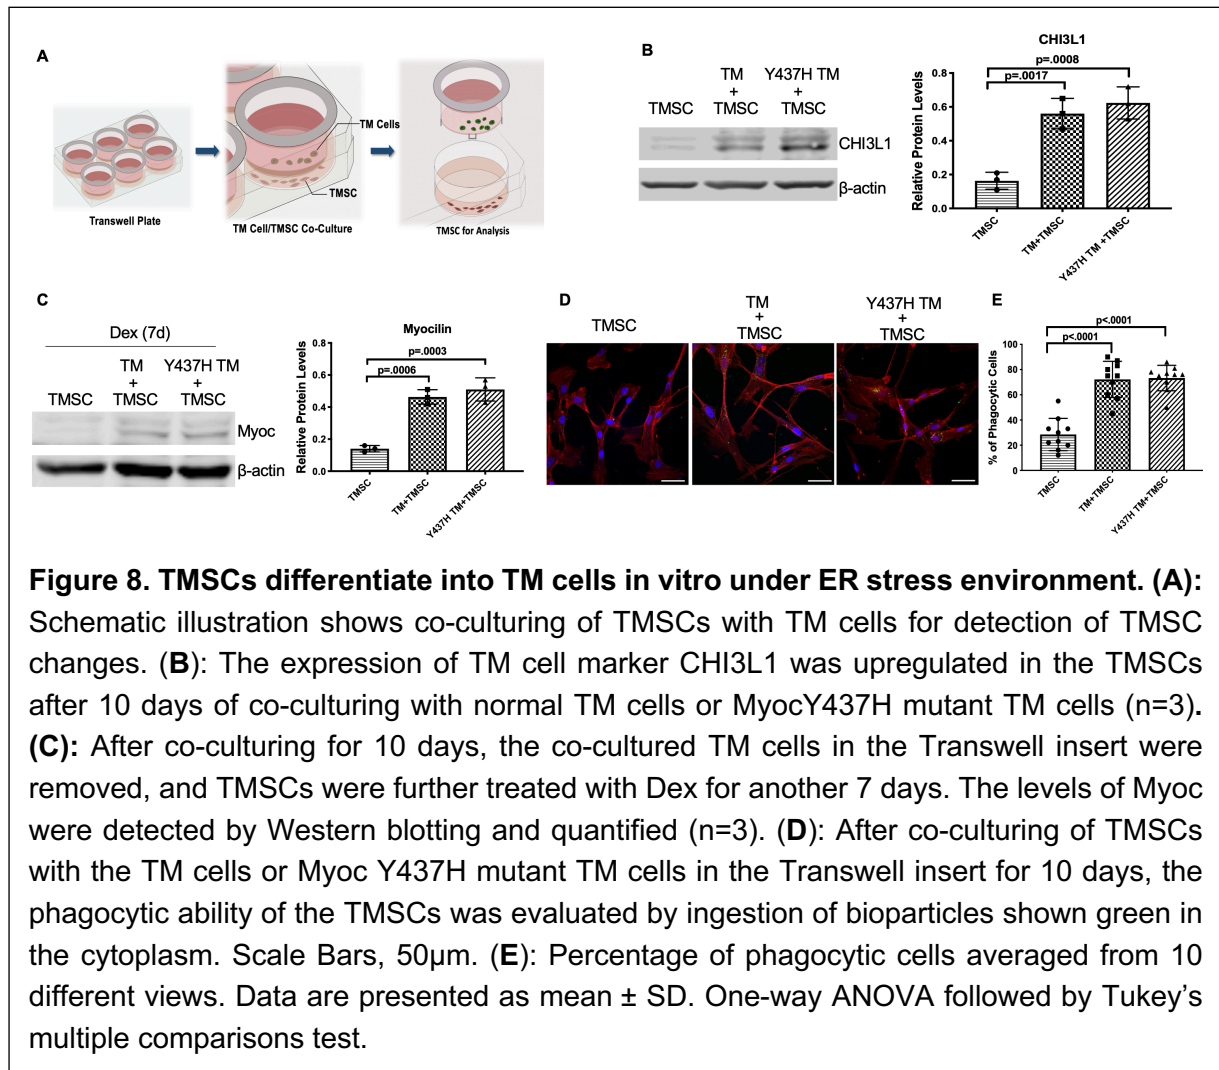 A
Transwell Plate
TM Cells
TMSC
TM Cell/TMSC Co-Culture
TMSC for Analysis
B
TMSC
TM
+
TMSC
Y437H TM
+
TMSC
CHI3L1
β-actin
CHI3L1
p=.0008
p=.0017
Relative Protein Levels
0.8
0.6
0.4
0.2
0.0
TMSC
TM+TMSC
Y437H TM +TMSC
C
Dex (7d)
TMSC
TM
+
TMSC
Y437H TM
+
TMSC
Myoc
β-actin
Myocilin
p=.0003
p=.0006
Relative Protein Levels
0.8
0.6
0.4
0.2
0.0
TMSC
TM+TMSC
Y437H TM+TMSC
D
TMSC
TM
+
TMSC
Y437H TM
+
TMSC
E
p<.0001
p<.0001
% of Phagocytic Cells
100
80
60
40
20
0
TMSC
TM+TMSC
Y437H TM+TMSC
Figure 8. TMSCs differentiate into TM cells in vitro under ER stress environment. (A):
Schematic illustration shows co-culturing of TMSCs with TM cells for detection of TMSC
changes. (B): The expression of TM cell marker CHI3L1 was upregulated in the TMSCs
after 10 days of co-culturing with normal TM cells or MyocY437H mutant TM cells (n=3).
(C): After co-culturing for 10 days, the co-cultured TM cells in the Transwell insert were
removed, and TMSCs were further treated with Dex for another 7 days. The levels of Myoc
were detected by Western blotting and quantified (n=3). (D): After co-culturing of TMSCs
with the TM cells or Myoc Y437H mutant TM cells in the Transwell insert for 10 days, the
phagocytic ability of the TMSCs was evaluated by ingestion of bioparticles shown green in
the cytoplasm. Scale Bars, 50μm. (E): Percentage of phagocytic cells averaged from 10
different views. Data are presented as mean ± SD. One-way ANOVA followed by Tukey’s
multiple comparisons test.